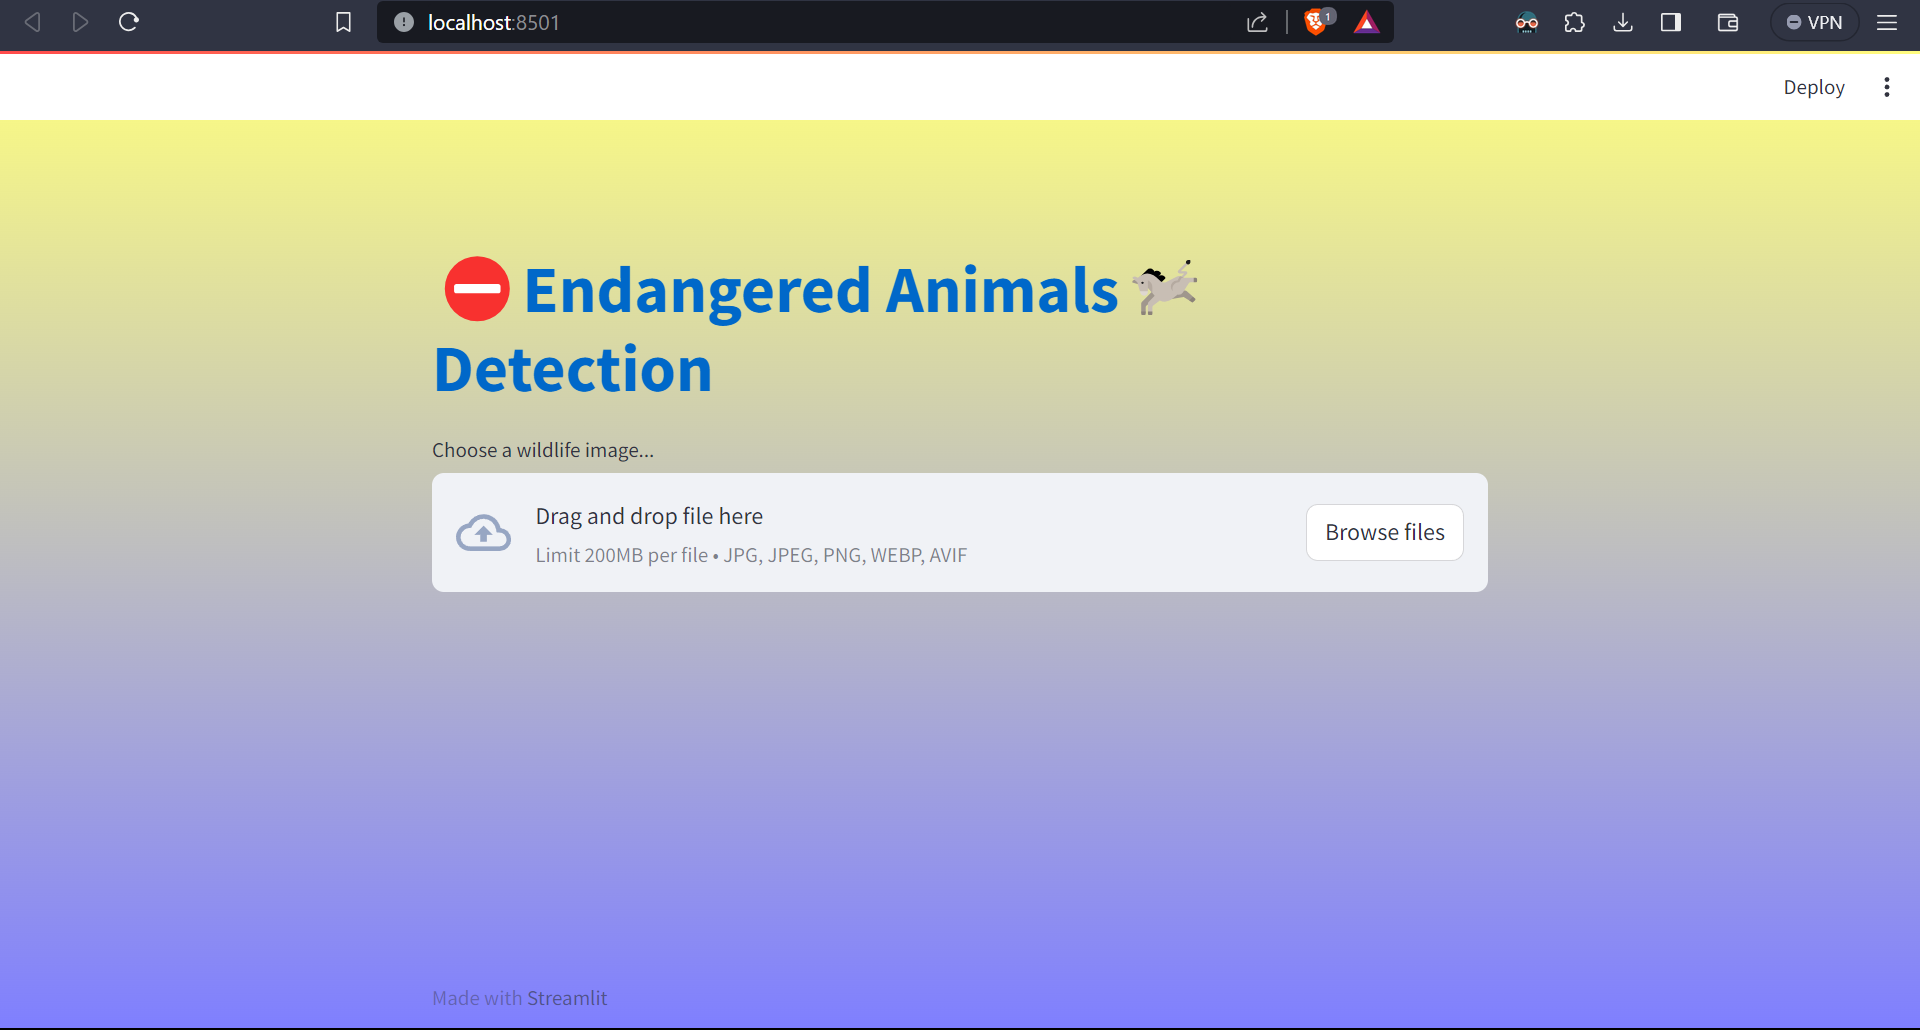 localhost:8501
1
VPN
Deploy
⛔ Endangered Animals
Detection
Choose a wildlife image...
Drag and drop file here
Limit 200MB per file • JPG, JPEG, PNG, WEBP, AVIF
Browse files
Made with Streamlit